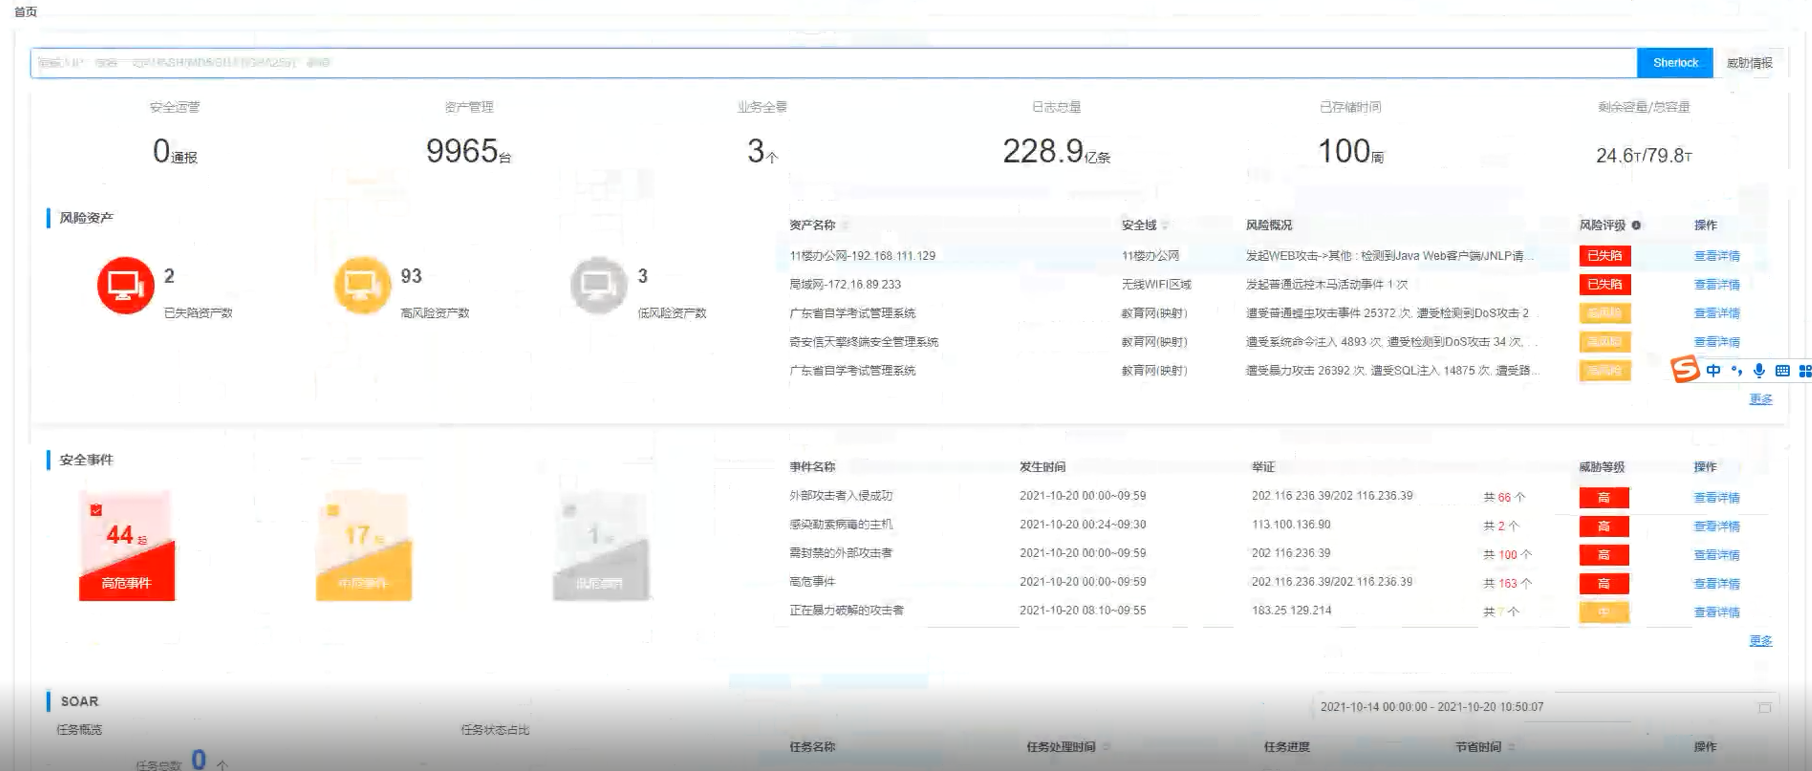 首页
Sherlock 威胁情报
安全运营 资产管理 业务全景 日志总量 已存储时间 剩余容量/总容量
0通报 9965台 3个 228.9亿条 100周 24.6T/79.8T
风险资产
2 已失陷资产数
93 高风险资产数
3 低风险资产数
资产名称 安全域 风险概况 风险评级 操作
11楼办公网-192.168.111.129 11楼办公网 发起WEB攻击->其他 : 检测到Java Web客户端/JNLP请... 已失陷 查看详情
局域网-172.16.89.233 无线WIFI区域 发起普通远控木马活动事件 1 次 已失陷 查看详情
广东省自学考试管理系统 教育网(映射) 遭受普通蠕虫攻击事件 25372 次, 遭受检测到DoS攻击 2 高风险 查看详情
奇安信天擎终端安全管理系统 教育网(映射) 遭受系统命令注入 4893 次, 遭受检测到DoS攻击 34 次, 高风险 查看详情
广东省自学考试管理系统 教育网(映射) 遭受暴力攻击 26392 次, 遭受SQL注入 14875 次, 遭受路... 高风险 查看详情
中
更多
安全事件
44 起
高危事件
17 起
中危事件
1 起
低危事件
事件名称 发生时间 举证 威胁等级 操作
外部攻击者入侵成功 2021-10-20 00:00~09:59 202.116.236.39/202.116.236.39 共 66 个 高 查看详情
感染勒索病毒的主机 2021-10-20 00:24~09:30 113.100.136.90 共 2 个 高 查看详情
需封禁的外部攻击者 2021-10-20 00:00~09:59 202.116.236.39 共 100 个 高 查看详情
高危事件 2021-10-20 00:00~09:59 202.116.236.39/202.116.236.39 共 163 个 高 查看详情
正在暴力破解的攻击者 2021-10-20 08:10~09:55 183.25.129.214 共 7 个 中 查看详情
更多
SOAR
2021-10-14 00:00:00 - 2021-10-20 10:50:07
任务概览 任务状态占比
任务名称 任务处理时间 任务进度 节省时间 操作
任务总数 0 个